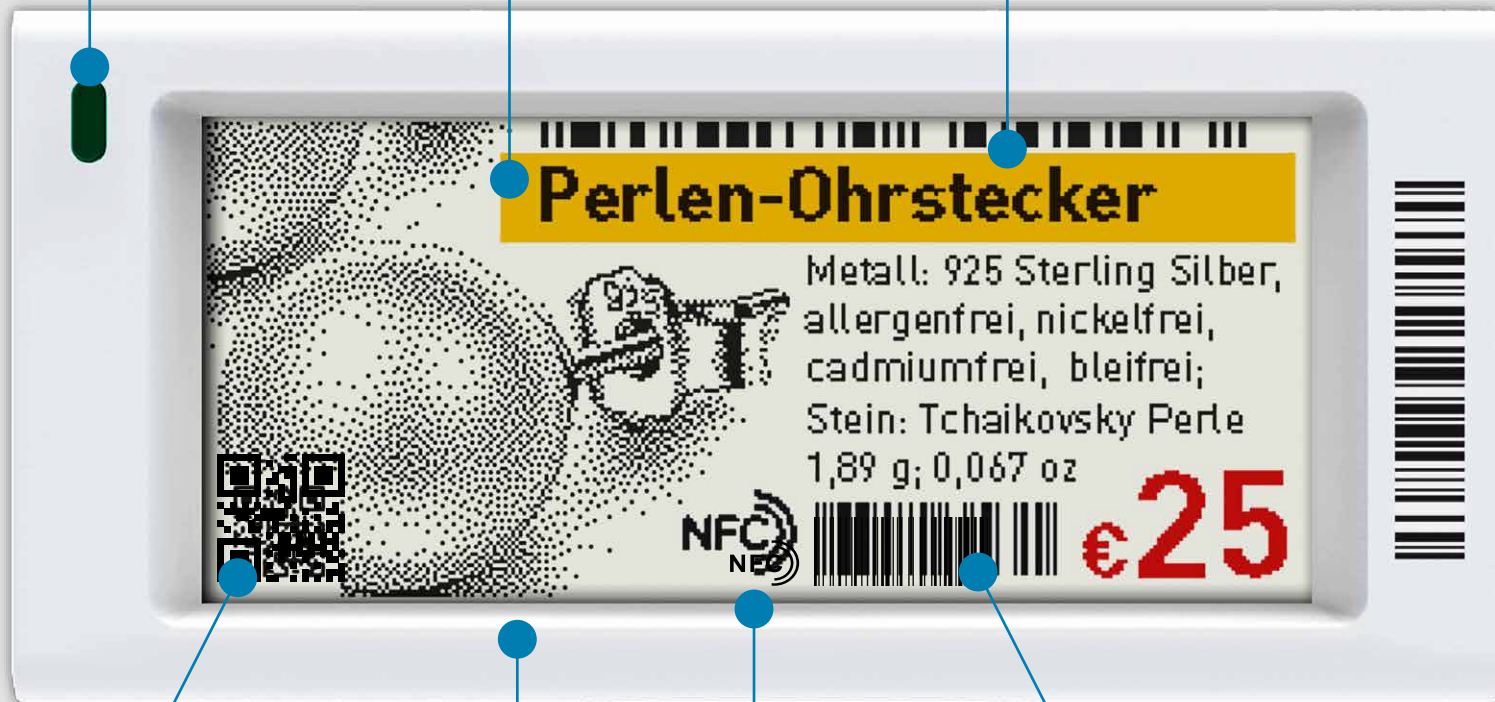 Perlen-Ohrstecker
925
Metall: 925 Sterling Silber,
allergenfrei, nickelfrei,
cadmiumfrei, bleifrei;
Stein: Tchaikovsky Perle
1,89 g; 0,067 oz
NFC
NFC
€25